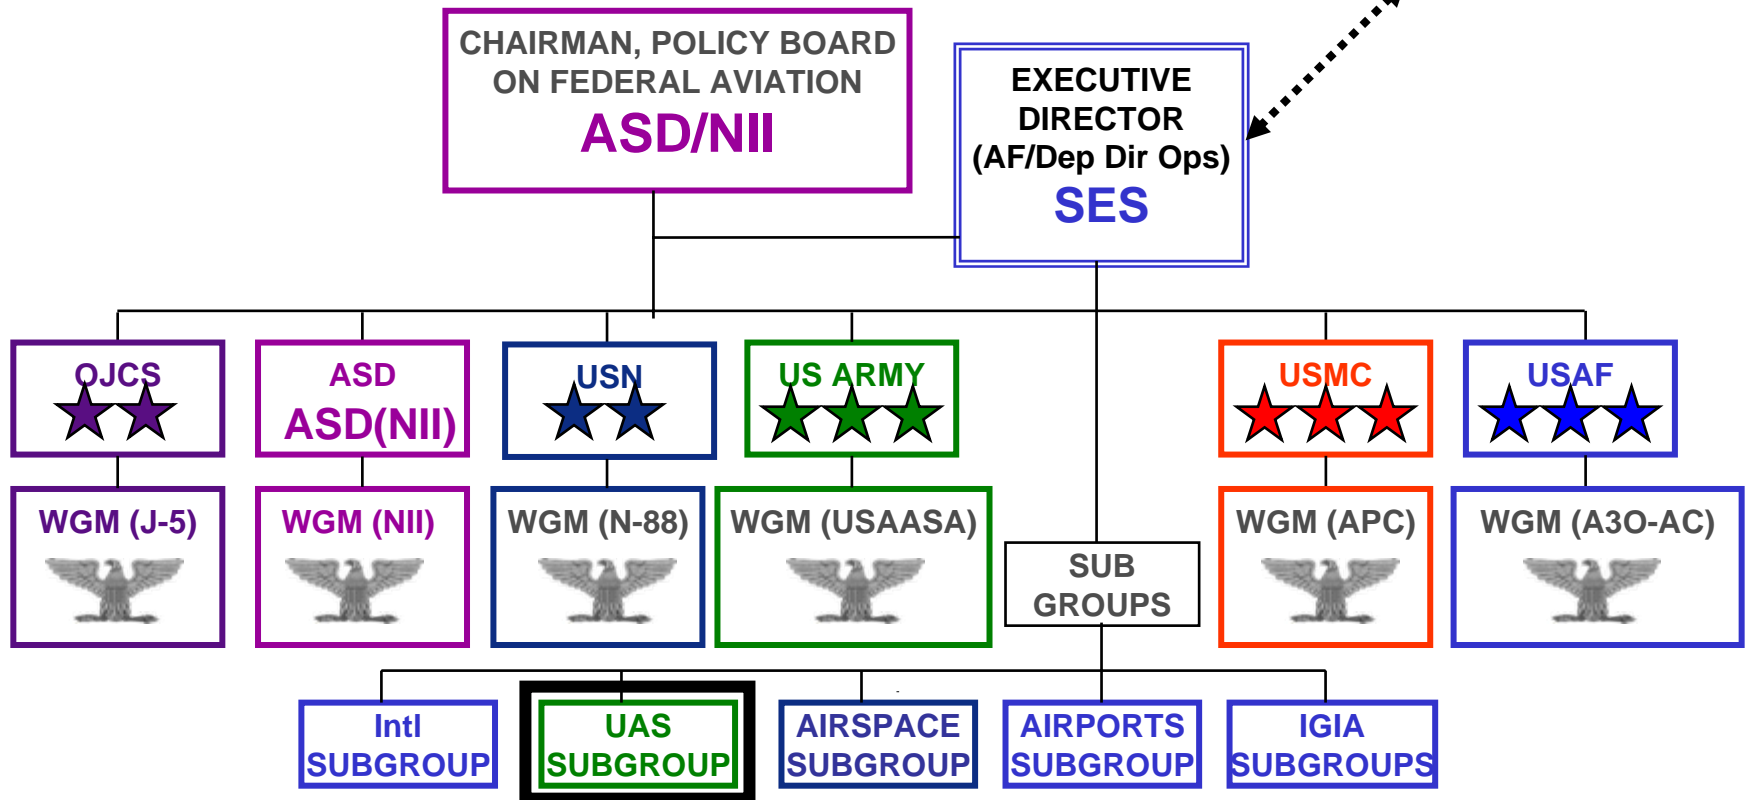 CHAIRMAN, POLICY BOARD
ON FEDERAL AVIATION
ASD/NII
EXECUTIVE
DIRECTOR
(AF/Dep Dir Ops)
SES
OJCS
ASD
ASD(NII)
USN
US ARMY
USMC
USAF
WGM (J-5)
WGM (NII)
WGM (N-88)
WGM (USAASA)
SUB
GROUPS
WGM (APC)
WGM (A3O-AC)
Intl
SUBGROUP
UAS
SUBGROUP
AIRSPACE
SUBGROUP
AIRPORTS
SUBGROUP
IGIA
SUBGROUPS